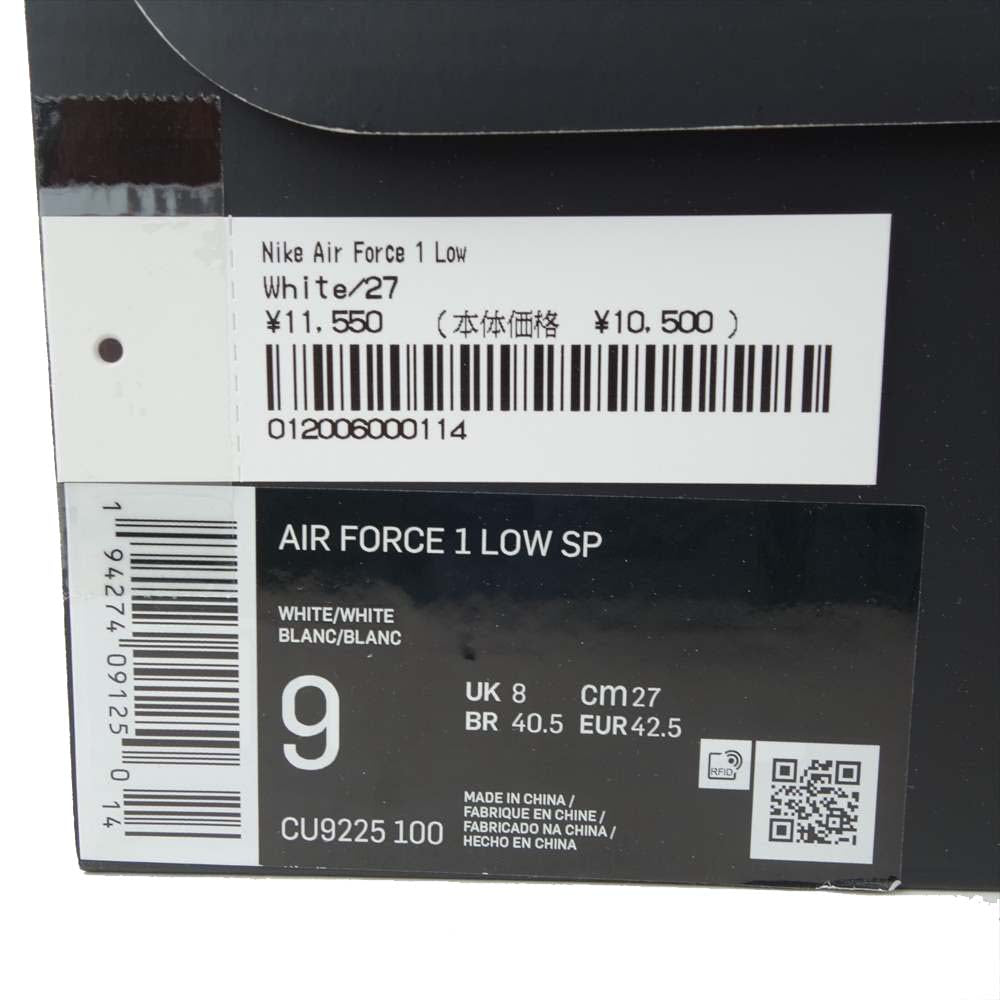 Nike Air Force 1 Low
White/27
¥11,550 (本体価格 ¥10,500 )
012006000114
1 94274 09125 0 14
AIR FORCE 1 LOW SP
WHITE/WHITE
BLANC/BLANC
9
UK 8 cm 27
BR 40.5 EUR 42.5
RFID
CU9225 100
MADE IN CHINA /
FABRIQUE EN CHINE /
FABRICADO NA CHINA /
HECHO EN CHINA